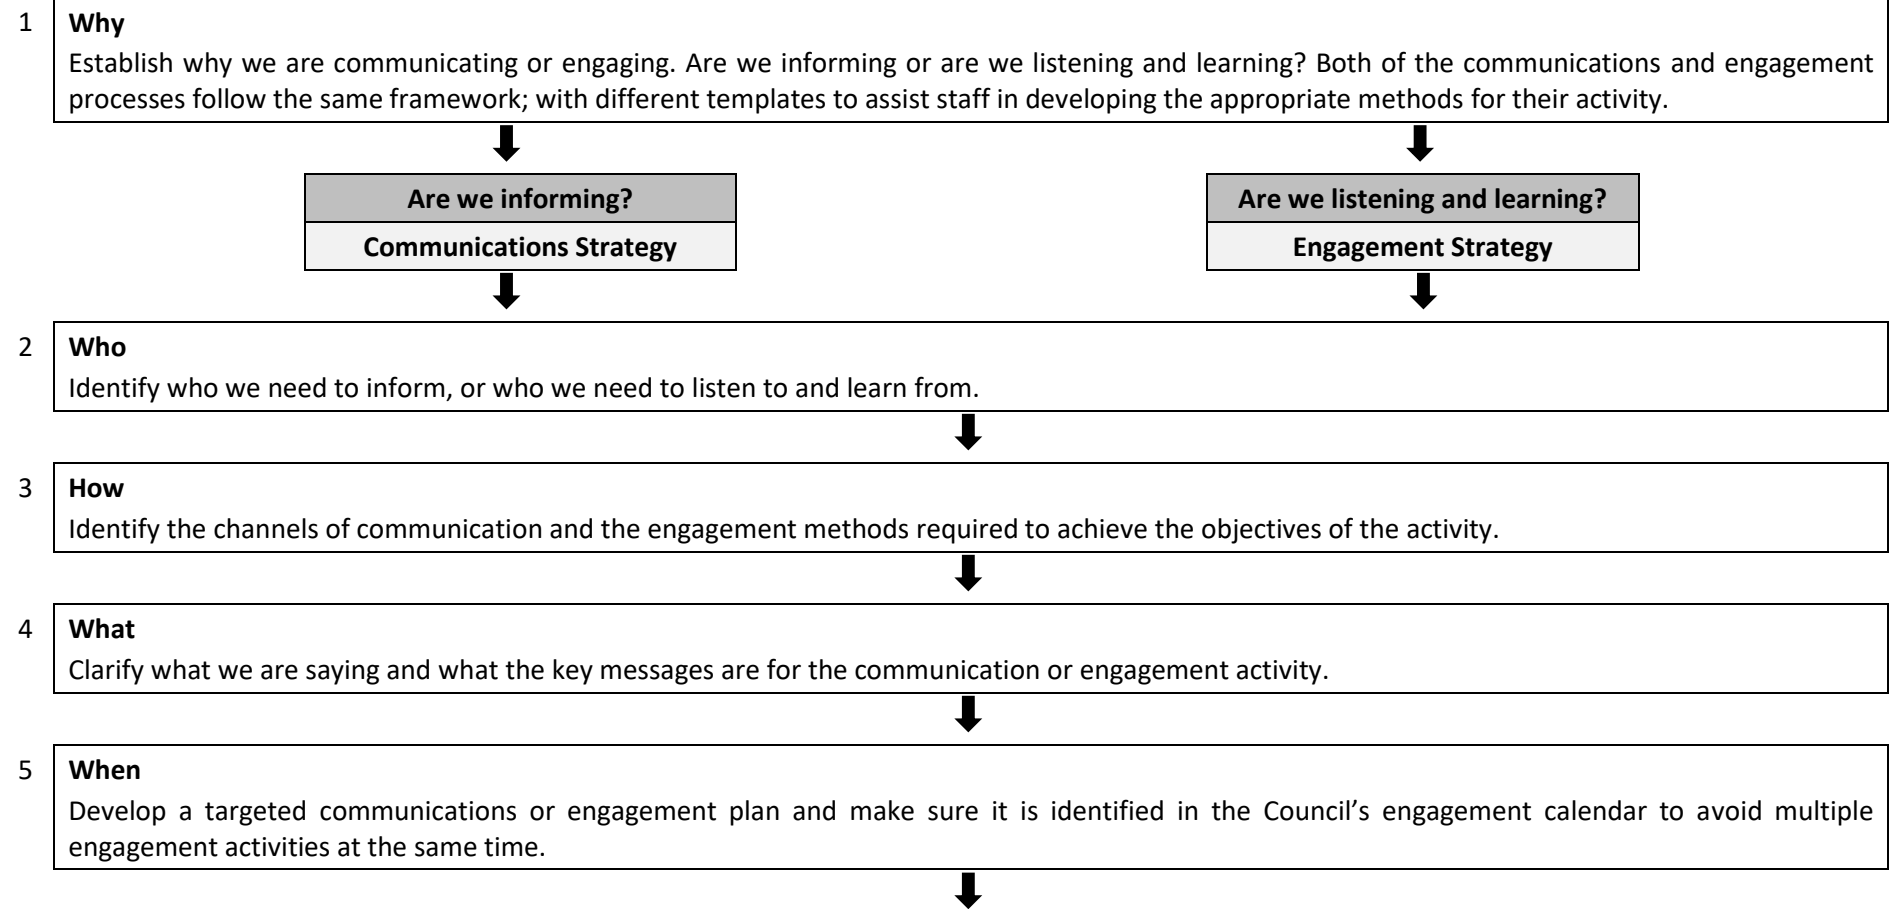 1
Why
Establish why we are communicating or engaging. Are we informing or are we listening and learning? Both of the communications and engagement
processes follow the same framework; with different templates to assist staff in developing the appropriate methods for their activity.
Are we informing?
Communications Strategy
Are we listening and learning?
Engagement Strategy
2
Who
Identify who we need to inform, or who we need to listen to and learn from.
3
How
Identify the channels of communication and the engagement methods required to achieve the objectives of the activity.
4
What
Clarify what we are saying and what the key messages are for the communication or engagement activity.
5
When
Develop a targeted communications or engagement plan and make sure it is identified in the Council’s engagement calendar to avoid multiple
engagement activities at the same time.